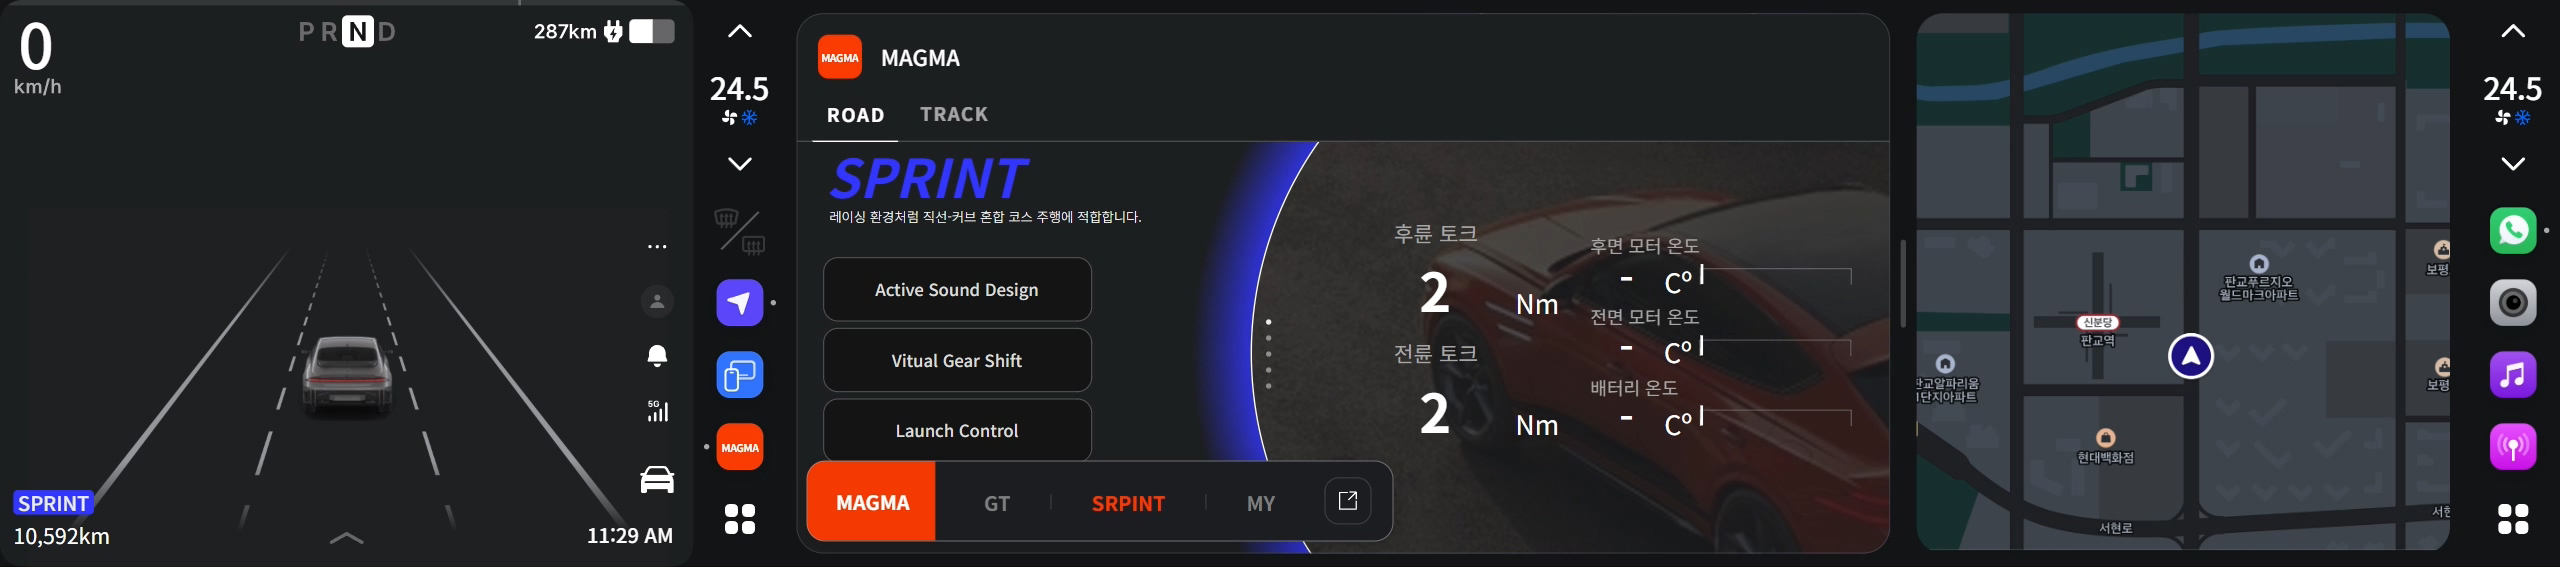 0
km/h
P R N D
287km
5G
SPRINT
10,592km
11:29 AM
24.5
MAGMA
MAGMA
MAGMA
ROAD
TRACK
SPRINT
레이싱 환경처럼 직선-커브 혼합 코스 주행에 적합합니다.
Active Sound Design
Vitual Gear Shift
Launch Control
MAGMA
GT
SRPINT
MY
후륜 토크
2 Nm
전륜 토크
2 Nm
후면 모터 온도
- Cº
전면 모터 온도
- Cº
배터리 온도
- Cº
판교푸르지오
월드마크아파트
보평
신분당
판교역
판교알파리움
1단지아파트
보평
현대백화점
서현로
서현
24.5